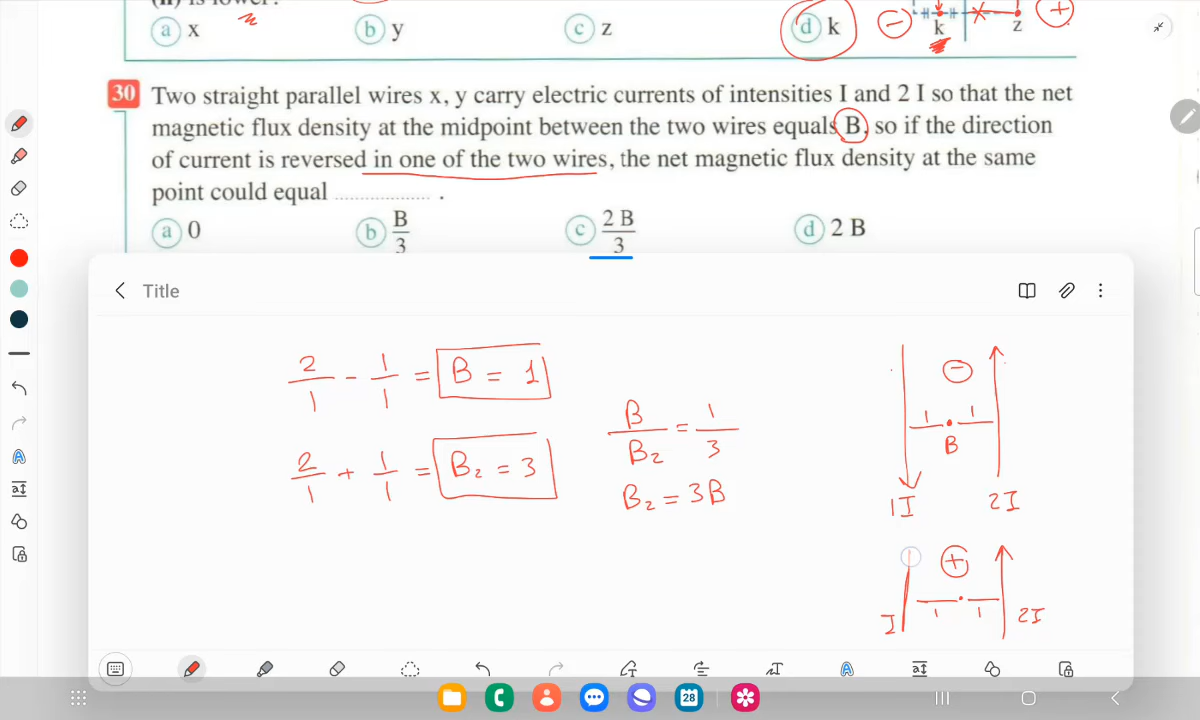 (ii) is lower.
a x b y c z d k
− k z +
30 Two straight parallel wires x, y carry electric currents of intensities I and 2 I so that the net
magnetic flux density at the midpoint between the two wires equals B, so if the direction
of current is reversed in one of the two wires, the net magnetic flux density at the same
point could equal .................... .
a 0 b B/3 c 2 B/3 d 2 B
Title
2/1 − 1/1 = B = 1
2/1 + 1/1 = B₂ = 3
B/B₂ = 1/3
B₂ = 3B
−
1 1
B
1I 2I
+
1 1
I 2I
28